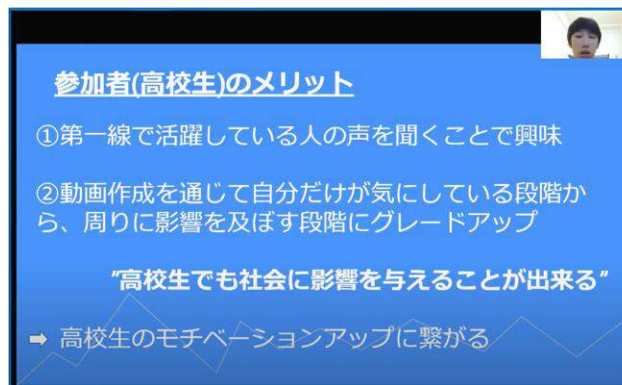 参加者(高校生)のメリット
①第一線で活躍している人の声を聞くことで興味
②動画作成を通じて自分だけが気にしている段階か
ら、周りに影響を及ぼす段階にグレードアップ
"高校生でも社会に影響を与えることが出来る"
➡ 高校生のモチベーションアップに繋がる